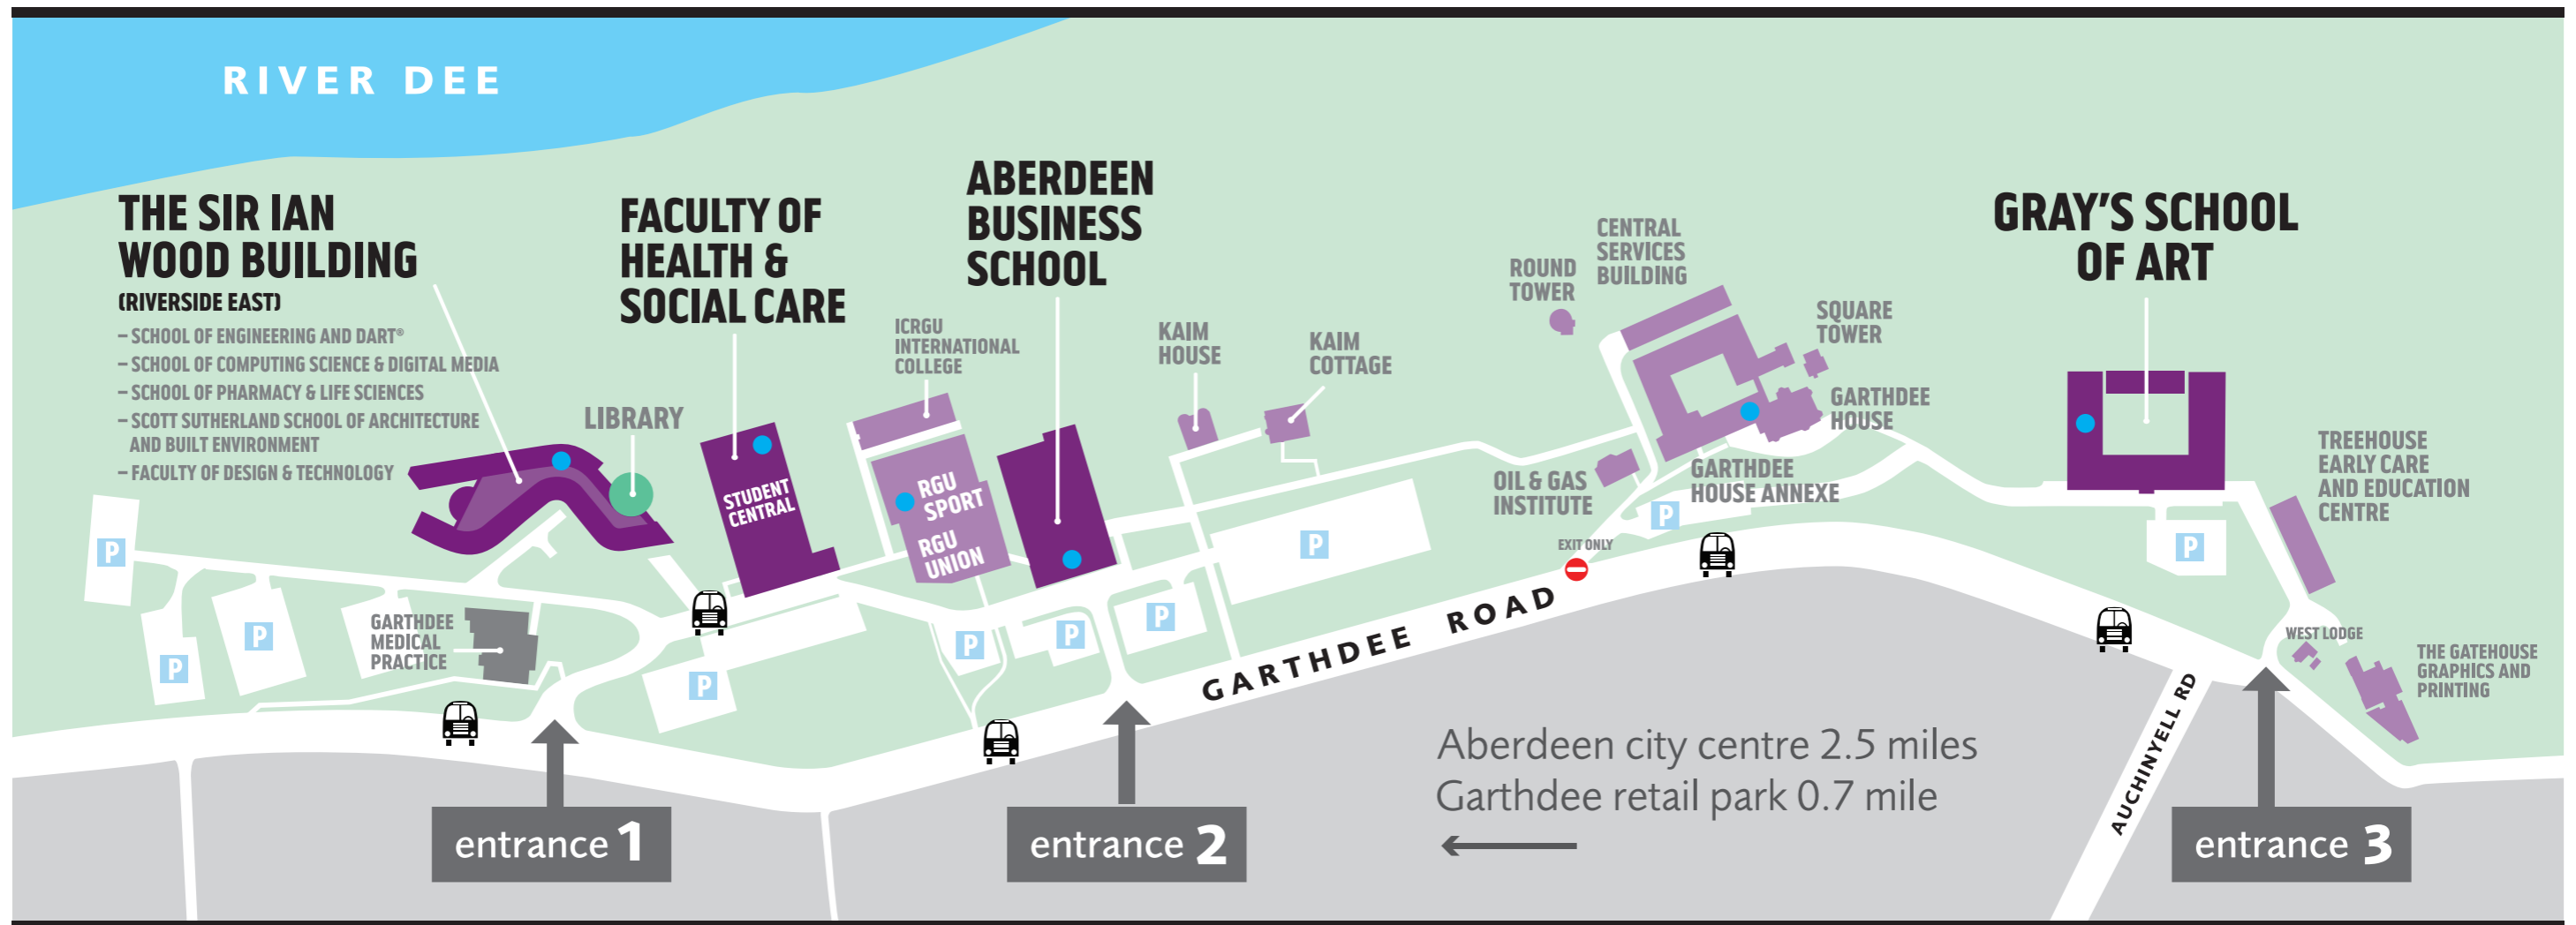 RIVER DEE
THE SIR IAN
WOOD BUILDING
(RIVERSIDE EAST)
– SCHOOL OF ENGINEERING AND DART®
– SCHOOL OF COMPUTING SCIENCE & DIGITAL MEDIA
– SCHOOL OF PHARMACY & LIFE SCIENCES
– SCOTT SUTHERLAND SCHOOL OF ARCHITECTURE
AND BUILT ENVIRONMENT
– FACULTY OF DESIGN & TECHNOLOGY
LIBRARY
FACULTY OF
HEALTH &
SOCIAL CARE
STUDENT
CENTRAL
ICRGU
INTERNATIONAL
COLLEGE
RGU
SPORT
RGU
UNION
ABERDEEN
BUSINESS
SCHOOL
KAIM
HOUSE
KAIM
COTTAGE
ROUND
TOWER
CENTRAL
SERVICES
BUILDING
SQUARE
TOWER
GARTHDEE
HOUSE
OIL & GAS
INSTITUTE
GARTHDEE
HOUSE ANNEXE
EXIT ONLY
GRAY'S SCHOOL
OF ART
TREEHOUSE
EARLY CARE
AND EDUCATION
CENTRE
WEST LODGE
THE GATEHOUSE
GRAPHICS AND
PRINTING
GARTHDEE
MEDICAL
PRACTICE
P
P
P
P
P
P
P
P
P
P
GARTHDEE ROAD
AUCHINYELL RD
Aberdeen city centre 2.5 miles
Garthdee retail park 0.7 mile
entrance 1
entrance 2
entrance 3